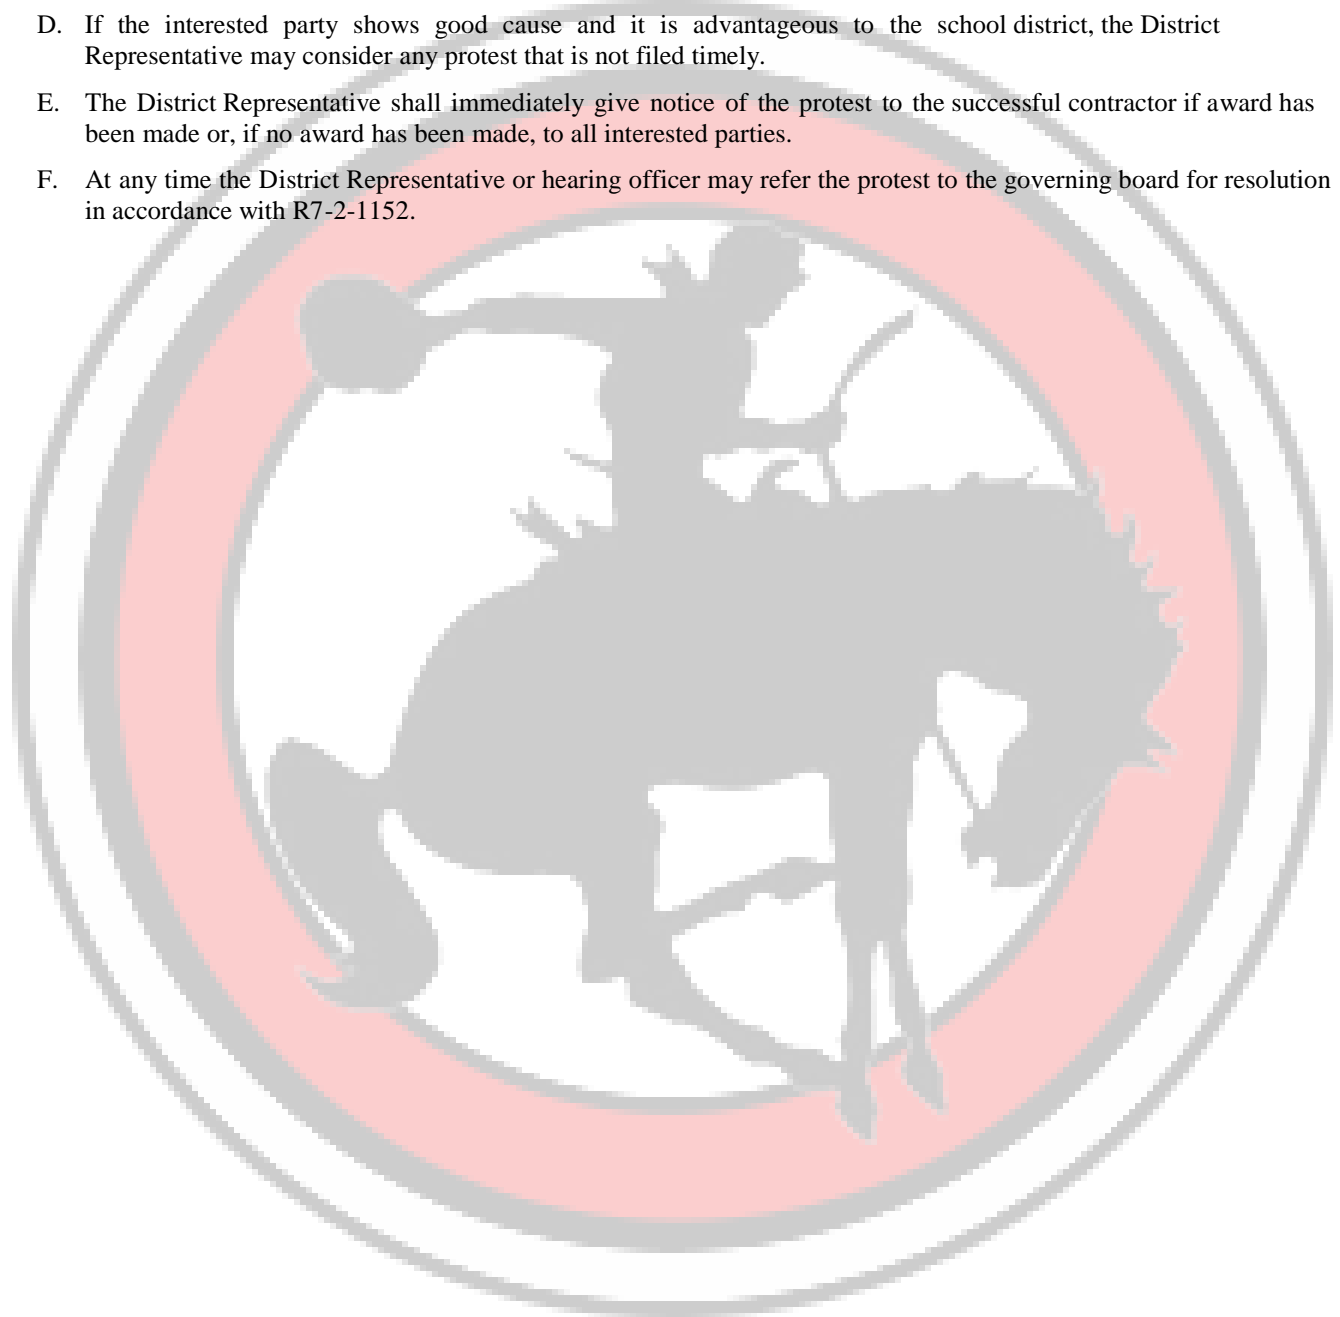 D. If the interested party shows good cause and it is advantageous to the school district, the District
Representative may consider any protest that is not filed timely.
E. The District Representative shall immediately give notice of the protest to the successful contractor if award has
been made or, if no award has been made, to all interested parties.
F. At any time the District Representative or hearing officer may refer the protest to the governing board for resolution
in accordance with R7-2-1152.